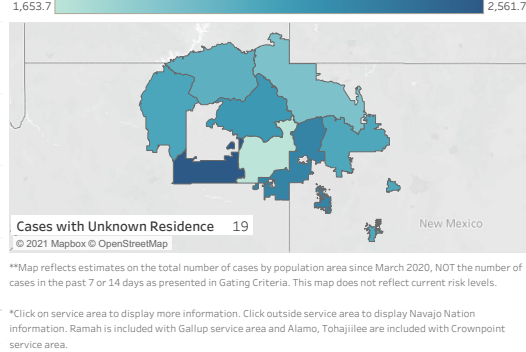 1,653.7 2,561.7
New Mexico
Cases with Unknown Residence 19
© 2021 Mapbox © OpenStreetMap
**Map reflects estimates on the total number of cases by population area since March 2020, NOT the number of
cases in the past 7 or 14 days as presented in Gating Criteria. This map does not reflect current risk levels.
*Click on service area to display more information. Click outside service area to display Navajo Nation
information. Ramah is included with Gallup service area and Alamo, Tohajiilee are included with Crownpoint
service area.